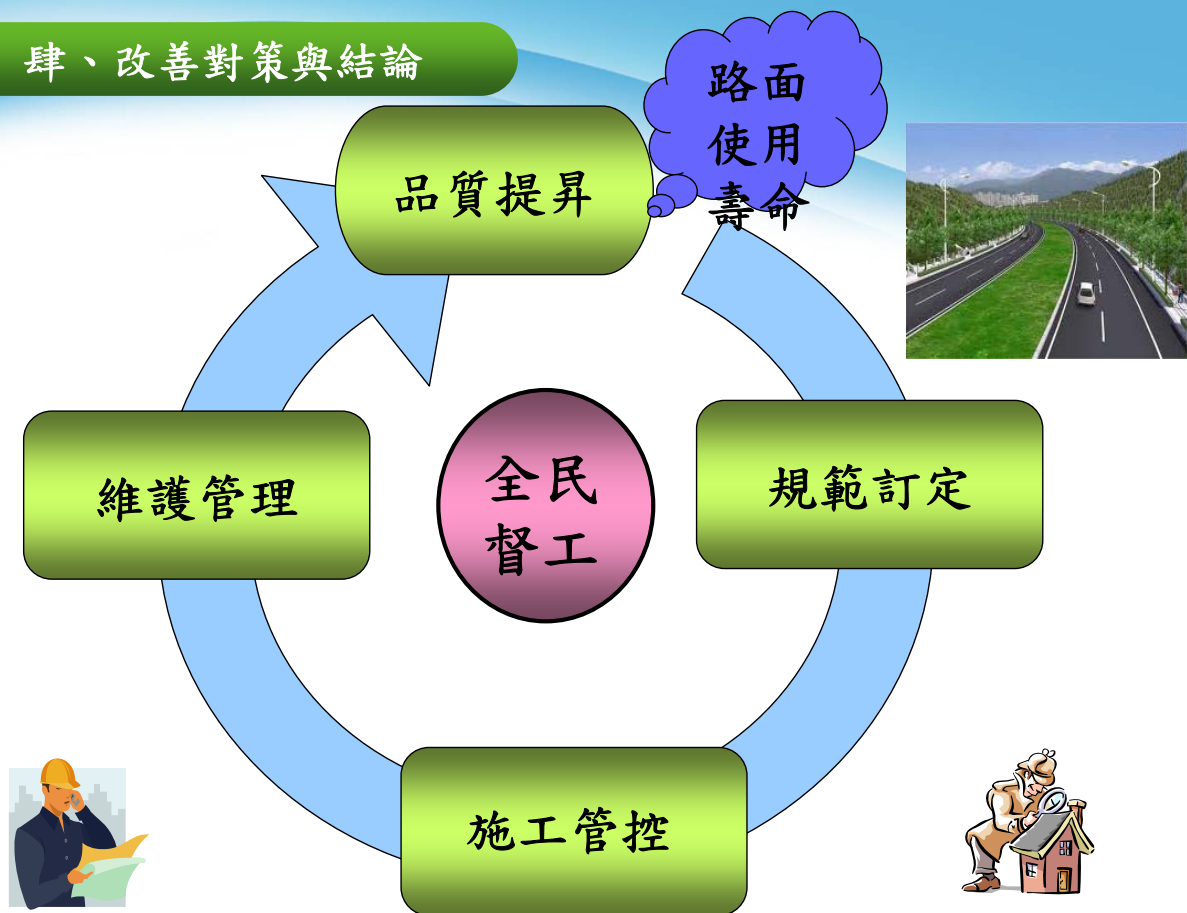 肆、改善對策與結論
路面
使用
壽命
品質提昇
規範訂定
維護管理
全民
督工
施工管控